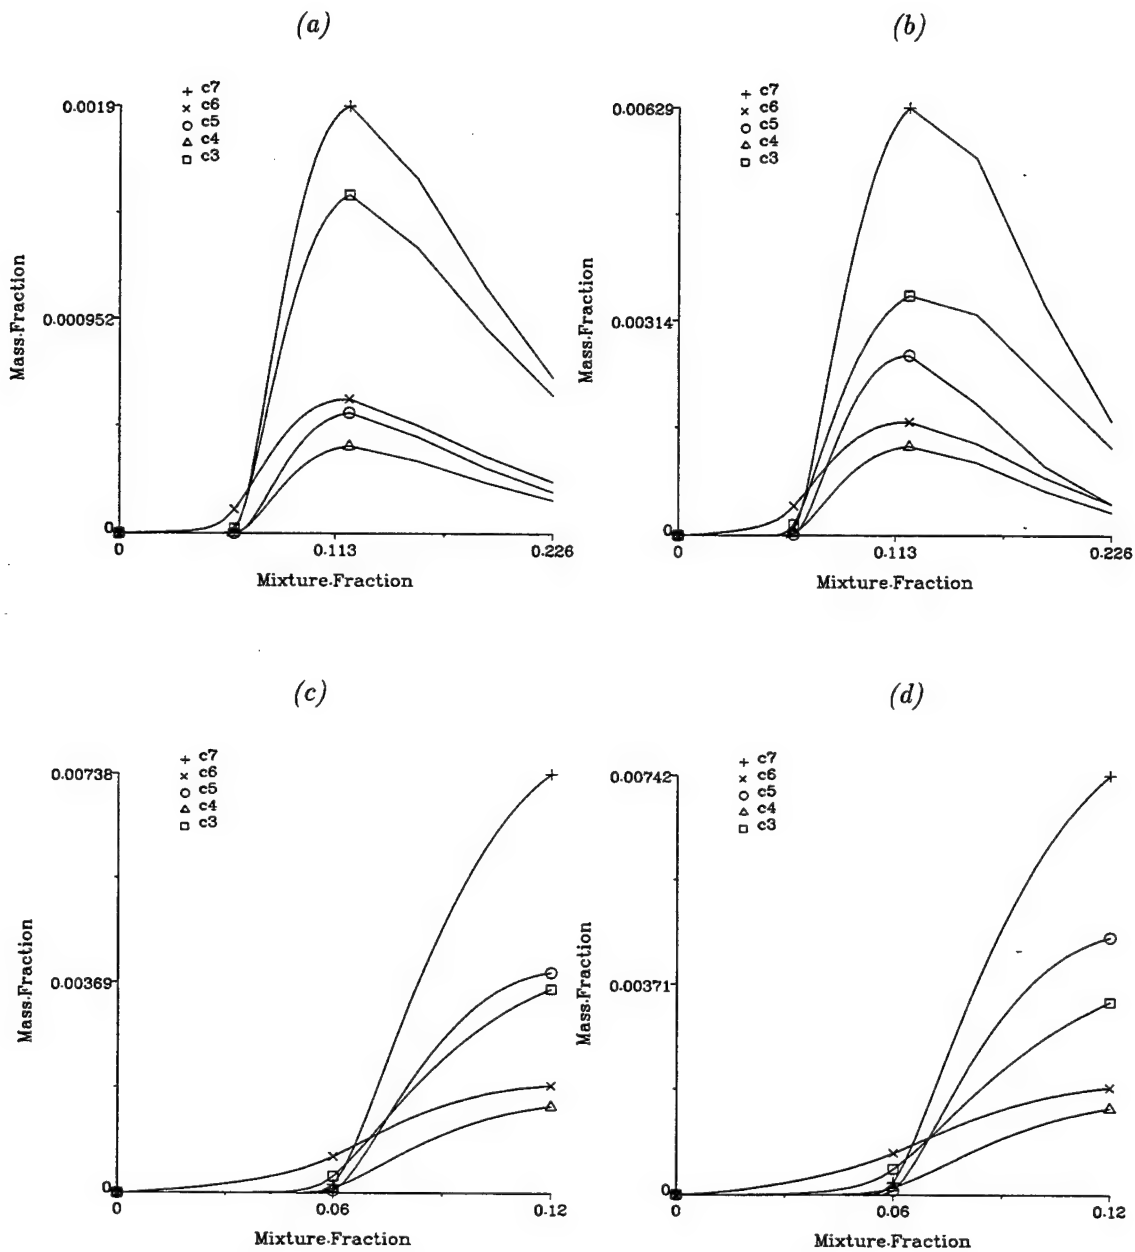 (a)
+ c7
× c6
○ c5
△ c4
□ c3
0.0019
0.000952
0
Mass.Fraction
0 0.113 0.226
Mixture.Fraction
(b)
+ c7
× c6
○ c5
△ c4
□ c3
0.00629
0.00314
0
Mass.Fraction
0 0.113 0.226
Mixture.Fraction
(c)
+ c7
× c6
○ c5
△ c4
□ c3
0.00738
0.00369
0
Mass.Fraction
0 0.06 0.12
Mixture.Fraction
(d)
+ c7
× c6
○ c5
△ c4
□ c3
0.00742
0.00371
0
Mass.Fraction
0 0.06 0.12
Mixture.Fraction